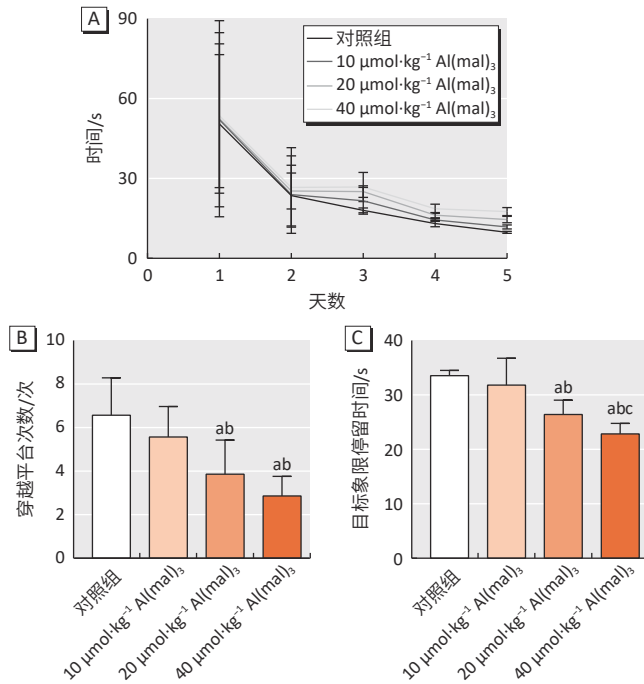 A
90
60
30
0
时间/s
0 1 2 3 4 5
天数
对照组
10 μmol·kg⁻¹ Al(mal)₃
20 μmol·kg⁻¹ Al(mal)₃
40 μmol·kg⁻¹ Al(mal)₃
B
10
8
6
4
2
0
穿越平台次数/次
ab
ab
对照组
10 μmol·kg⁻¹ Al(mal)₃
20 μmol·kg⁻¹ Al(mal)₃
40 μmol·kg⁻¹ Al(mal)₃
C
40
30
20
10
0
目标象限停留时间/s
ab
abc
对照组
10 μmol·kg⁻¹ Al(mal)₃
20 μmol·kg⁻¹ Al(mal)₃
40 μmol·kg⁻¹ Al(mal)₃